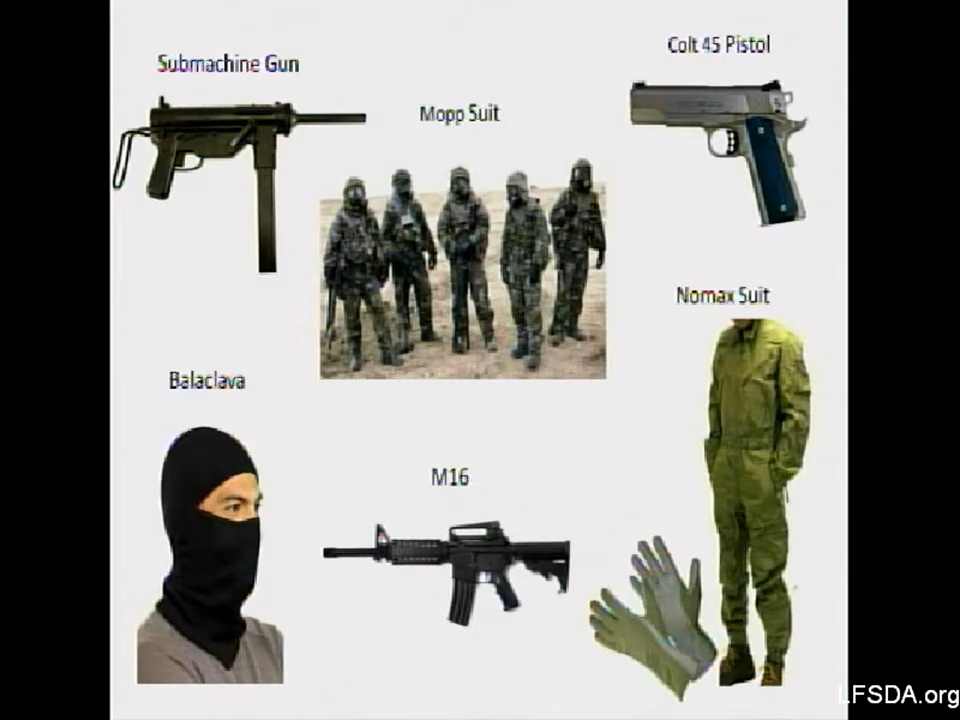 Colt 45 Pistol
Submachine Gun
Mopp Suit
Nomax Suit
Balaclava
M16
LFSDA.org